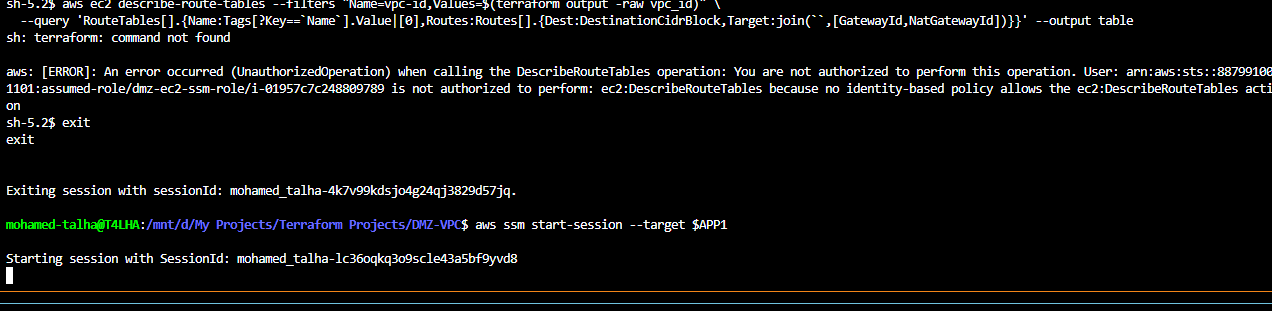 sh-5.2$ aws ec2 describe-route-tables --filters "Name=vpc-id,Values=$(terraform output -raw vpc_id)" \
  --query 'RouteTables[].{Name:Tags[?Key==`Name`].Value|[0],Routes:Routes[].{Dest:DestinationCidrBlock,Target:join(``,[GatewayId,NatGatewayId])}}' --output table
sh: terraform: command not found
aws: [ERROR]: An error occurred (UnauthorizedOperation) when calling the DescribeRouteTables operation: You are not authorized to perform this operation. User: arn:aws:sts::88799100
1101:assumed-role/dmz-ec2-ssm-role/i-01957c7c248809789 is not authorized to perform: ec2:DescribeRouteTables because no identity-based policy allows the ec2:DescribeRouteTables acti
on
sh-5.2$ exit
exit
Exiting session with sessionId: mohamed_talha-4k7v99kdsjo4g24qj3829d57jq.
mohamed-talha@T4LHA:/mnt/d/My Projects/Terraform Projects/DMZ-VPC$ aws ssm start-session --target $APP1
Starting session with SessionId: mohamed_talha-lc36oqkq3o9scle43a5bf9yvd8